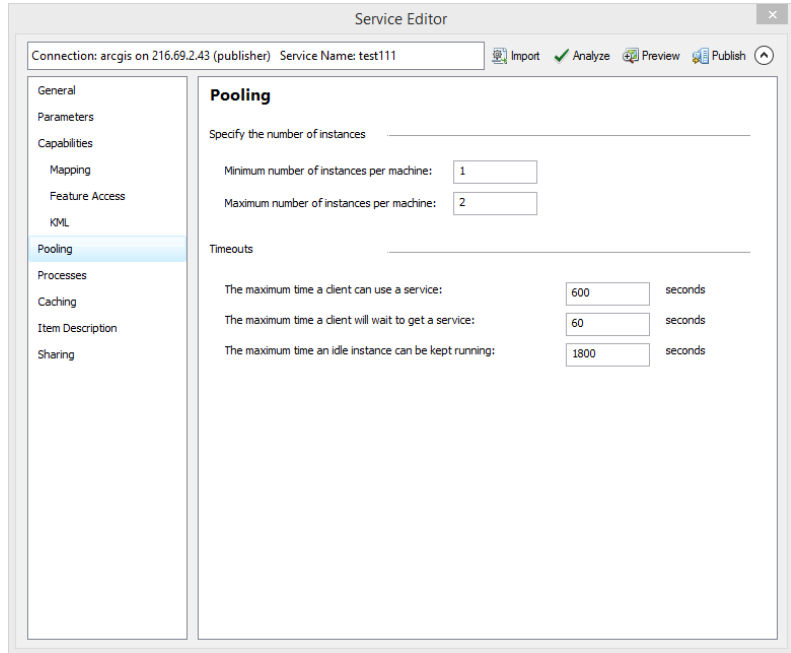 Service Editor
Connection: arcgis on 216.69.2.43 (publisher) Service Name: test111 Import Analyze Preview Publish
General
Parameters
Capabilities
Mapping
Feature Access
KML
Pooling
Processes
Caching
Item Description
Sharing
Pooling
Specify the number of instances
Minimum number of instances per machine: 1
Maximum number of instances per machine: 2
Timeouts
The maximum time a client can use a service: 600 seconds
The maximum time a client will wait to get a service: 60 seconds
The maximum time an idle instance can be kept running: 1800 seconds